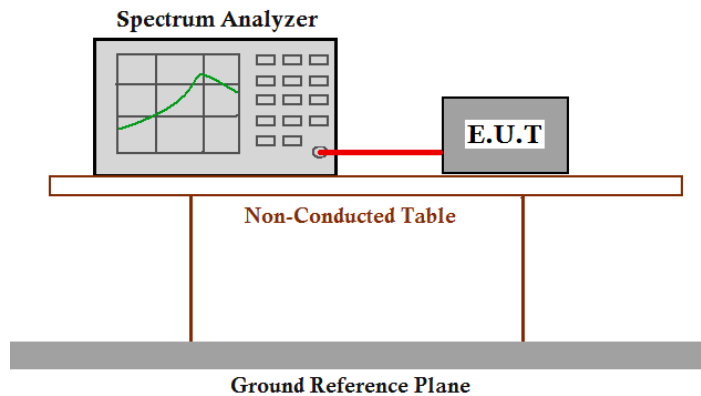 Spectrum Analyzer
E.U.T
Non-Conducted Table
Ground Reference Plane